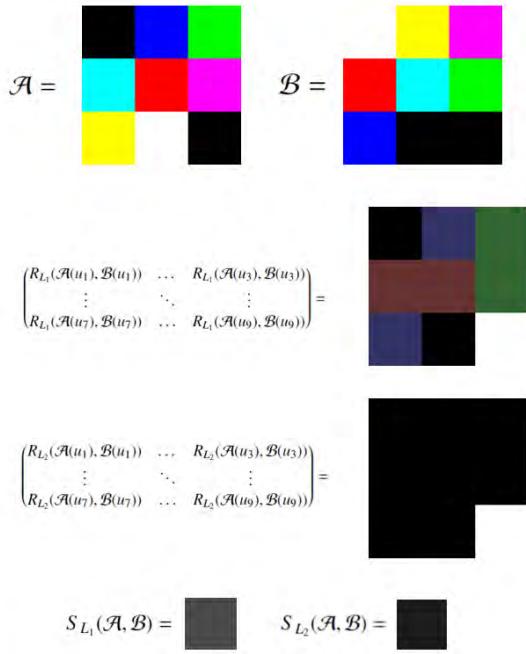 𝒜 = ℬ =
R_{L_1}(𝒜(u_1), ℬ(u_1)) … R_{L_1}(𝒜(u_3), ℬ(u_3))
⋮ ⋱ ⋮ =
R_{L_1}(𝒜(u_7), ℬ(u_7)) … R_{L_1}(𝒜(u_9), ℬ(u_9))
R_{L_2}(𝒜(u_1), ℬ(u_1)) … R_{L_2}(𝒜(u_3), ℬ(u_3))
⋮ ⋱ ⋮ =
R_{L_2}(𝒜(u_7), ℬ(u_7)) … R_{L_2}(𝒜(u_9), ℬ(u_9))
S_{L_1}(𝒜, ℬ) = S_{L_2}(𝒜, ℬ) =